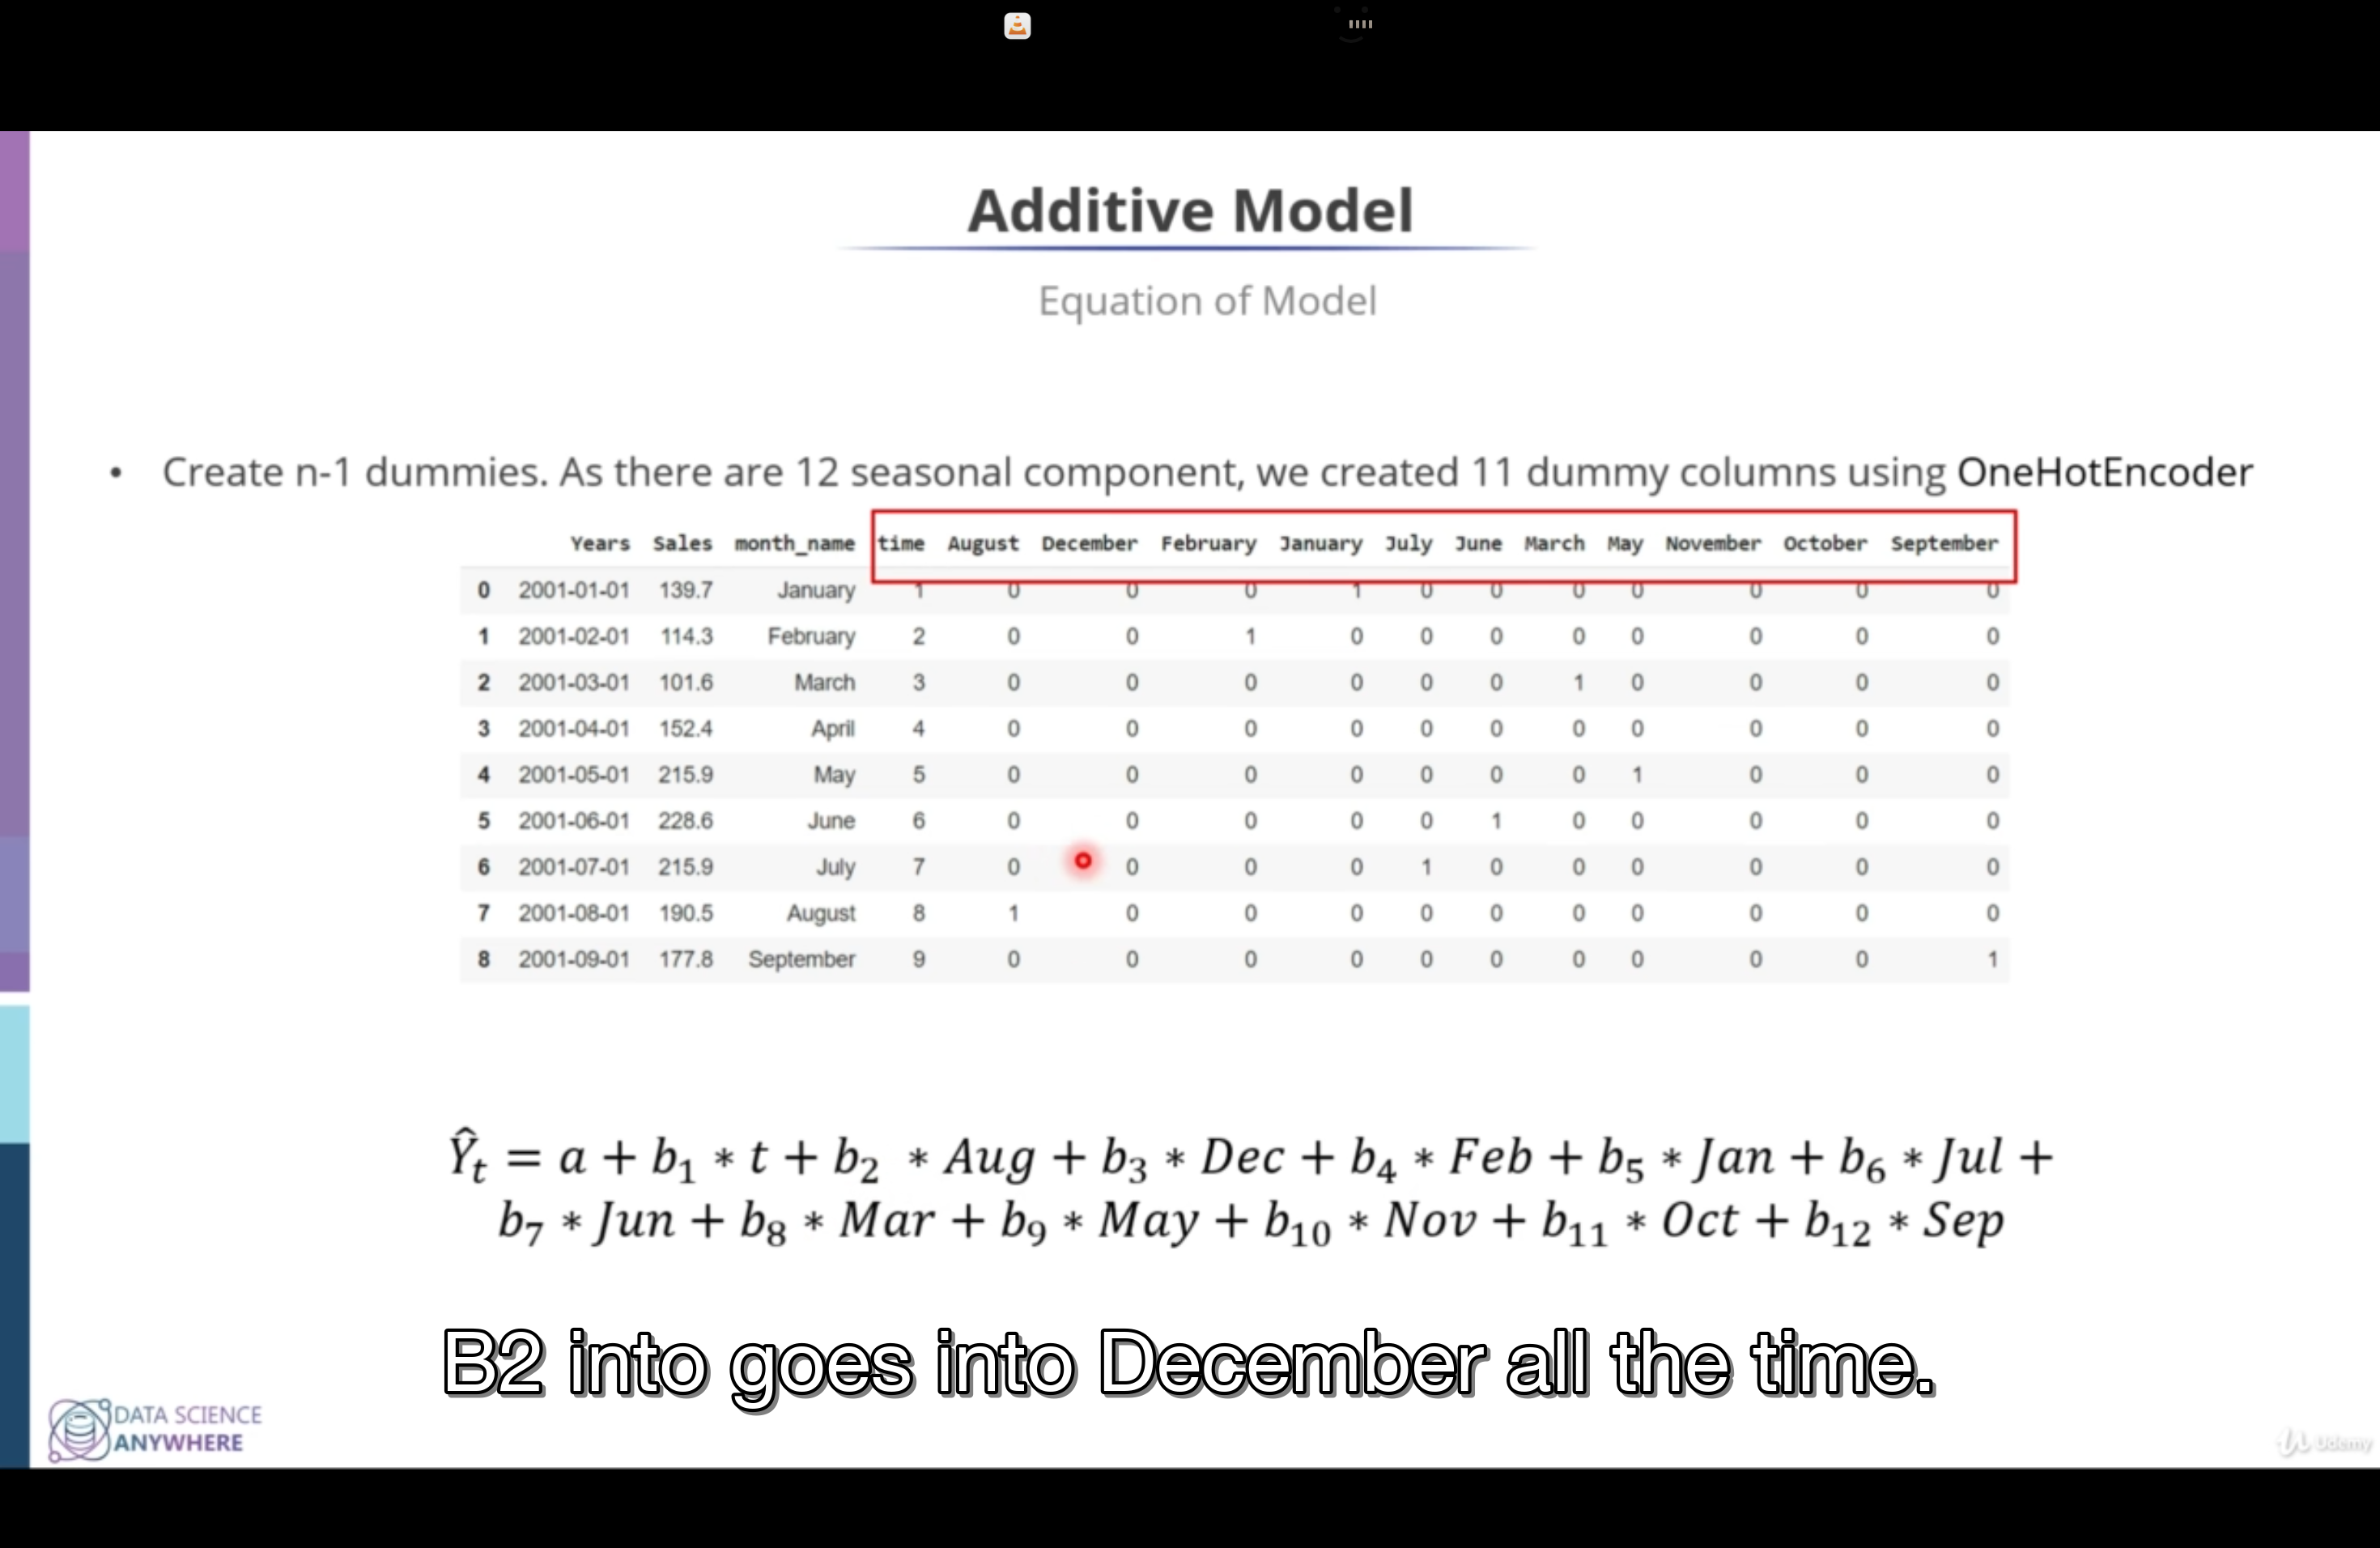 Additive Model
Equation of Model
• Create n-1 dummies. As there are 12 seasonal component, we created 11 dummy columns using OneHotEncoder
Years Sales month_name time August December February January July June March May November October September
0 2001-01-01 139.7 January 1 0 0 0 1 0 0 0 0 0 0 0
1 2001-02-01 114.3 February 2 0 0 1 0 0 0 0 0 0 0 0
2 2001-03-01 101.6 March 3 0 0 0 0 0 0 1 0 0 0 0
3 2001-04-01 152.4 April 4 0 0 0 0 0 0 0 0 0 0 0
4 2001-05-01 215.9 May 5 0 0 0 0 0 0 0 1 0 0 0
5 2001-06-01 228.6 June 6 0 0 0 0 0 1 0 0 0 0 0
6 2001-07-01 215.9 July 7 0 0 0 0 1 0 0 0 0 0 0
7 2001-08-01 190.5 August 8 1 0 0 0 0 0 0 0 0 0 0
8 2001-09-01 177.8 September 9 0 0 0 0 0 0 0 0 0 0 1
Ŷₜ = a + b₁ * t + b₂ * Aug + b₃ * Dec + b₄ * Feb + b₅ * Jan + b₆ * Jul +
b₇ * Jun + b₈ * Mar + b₉ * May + b₁₀ * Nov + b₁₁ * Oct + b₁₂ * Sep
B2 into goes into December all the time.
DATA SCIENCE
ANYWHERE
Udemy